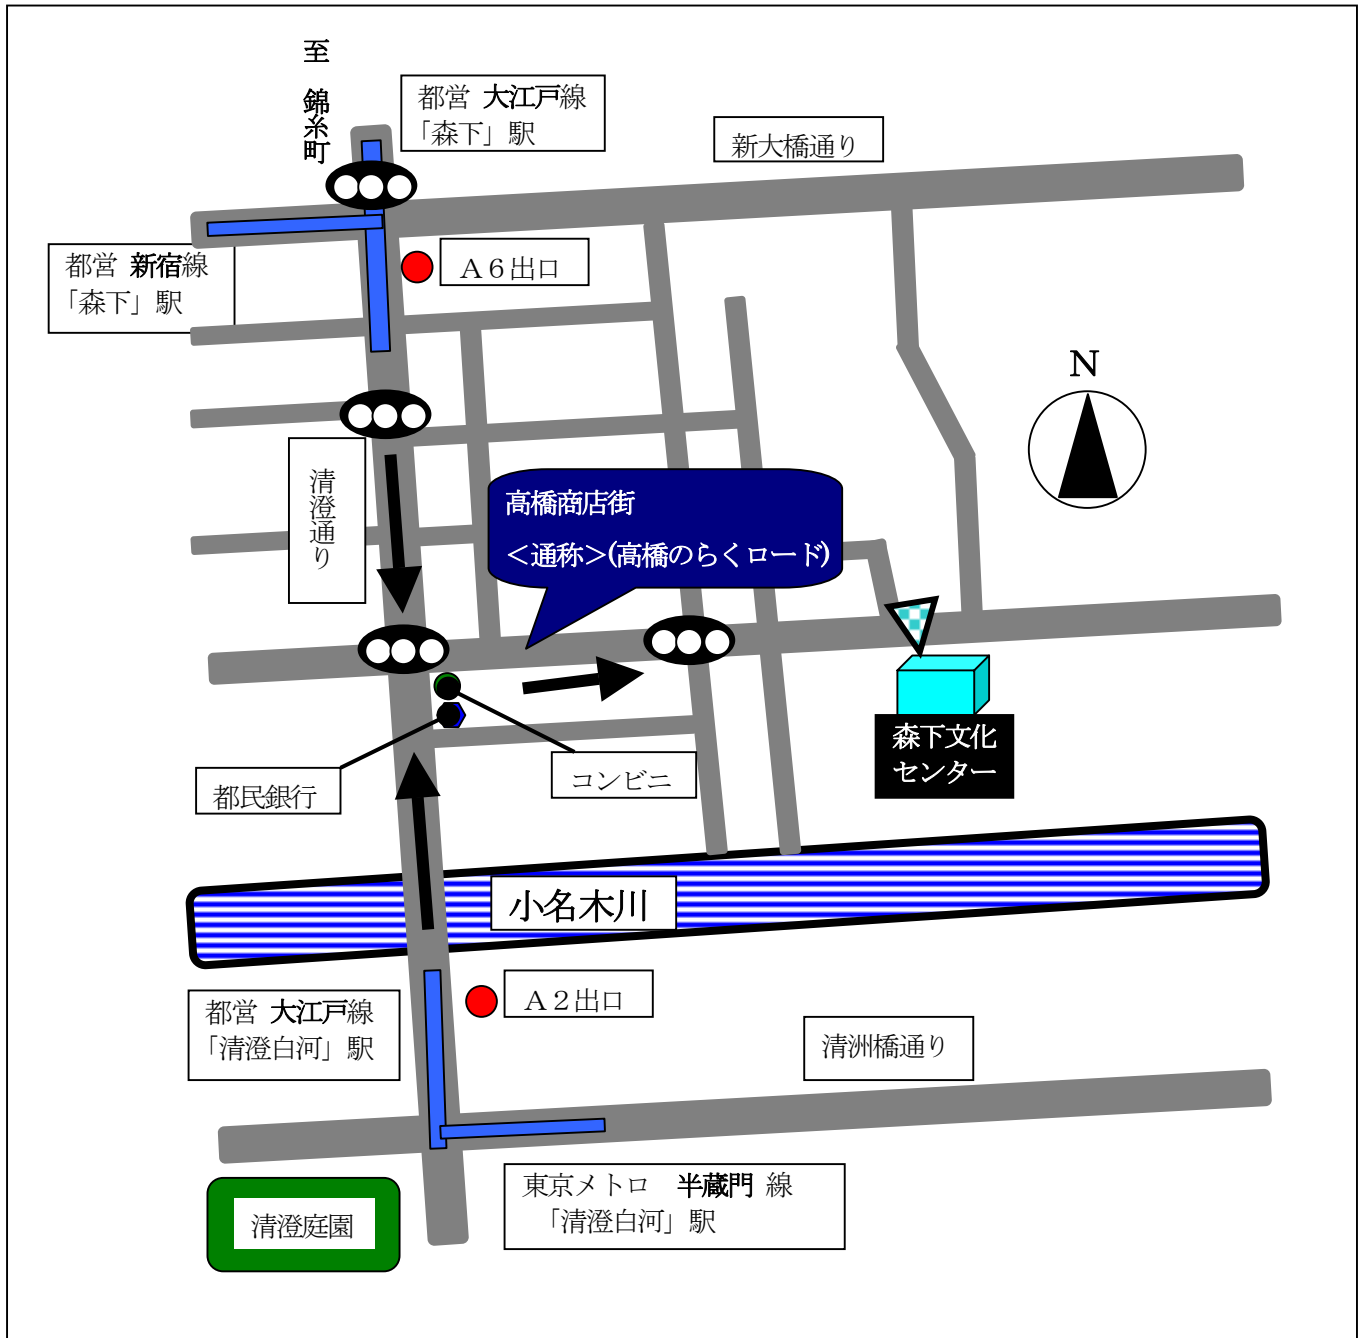 至 錦糸町
都営 大江戸線
「森下」駅
新大橋通り
都営 新宿線
「森下」駅
A6出口
N
清澄通り
高橋商店街
<通称>(高橋のらくロード)
森下文化
センター
都民銀行
コンビニ
小名木川
都営 大江戸線
「清澄白河」駅
A2出口
清洲橋通り
東京メトロ 半蔵門 線
「清澄白河」駅
清澄庭園